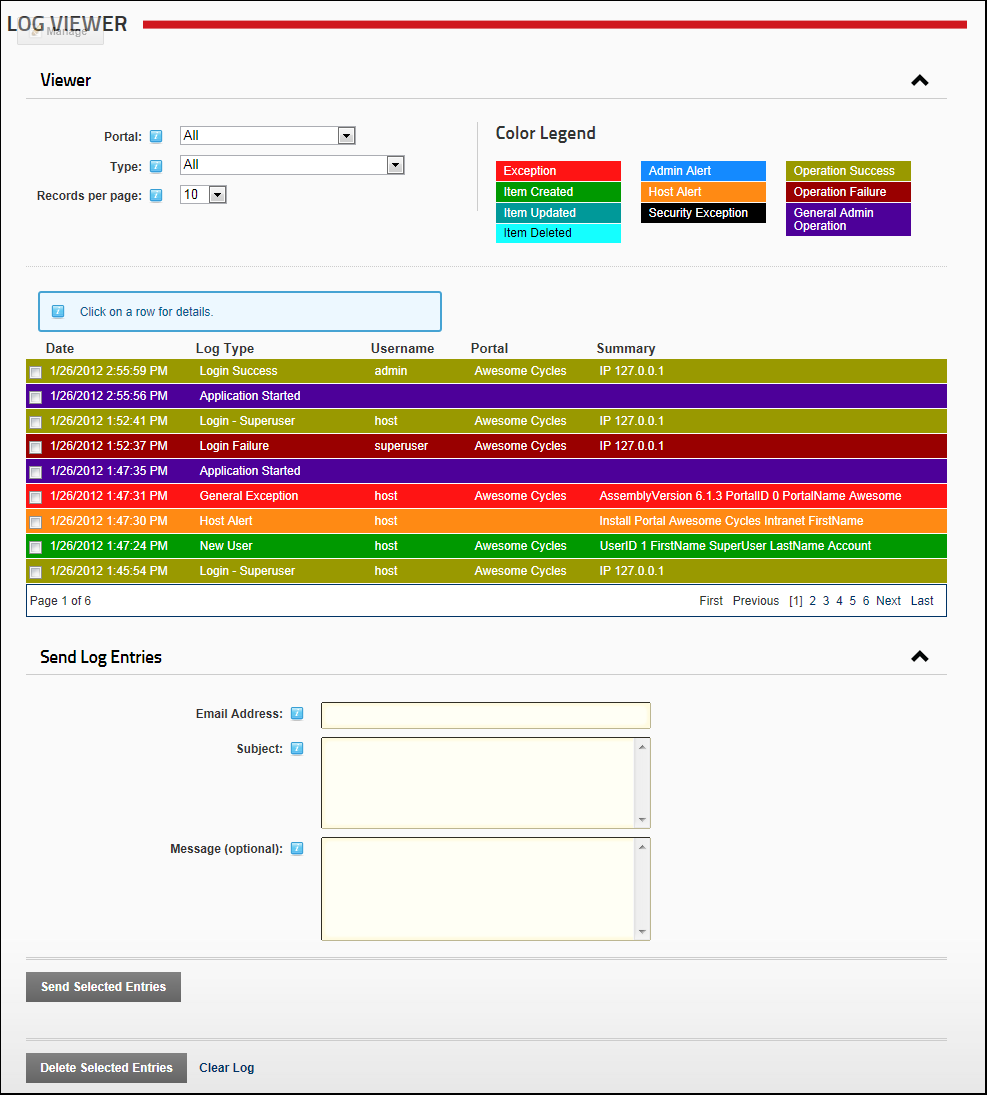 LOG VIEWER
Manage
Viewer
Portal: All
Type: All
Records per page: 10
Color Legend
Exception
Item Created
Item Updated
Item Deleted
Admin Alert
Host Alert
Security Exception
Operation Success
Operation Failure
General Admin
Operation
Click on a row for details.
Date Log Type Username Portal Summary
1/26/2012 2:55:59 PM Login Success admin Awesome Cycles IP 127.0.0.1
1/26/2012 2:55:56 PM Application Started
1/26/2012 1:52:41 PM Login - Superuser host Awesome Cycles IP 127.0.0.1
1/26/2012 1:52:37 PM Login Failure superuser Awesome Cycles IP 127.0.0.1
1/26/2012 1:47:35 PM Application Started
1/26/2012 1:47:31 PM General Exception host Awesome Cycles AssemblyVersion 6.1.3 PortalID 0 PortalName Awesome
1/26/2012 1:47:30 PM Host Alert host Install Portal Awesome Cycles Intranet FirstName
1/26/2012 1:47:24 PM New User host Awesome Cycles UserID 1 FirstName SuperUser LastName Account
1/26/2012 1:45:54 PM Login - Superuser host Awesome Cycles IP 127.0.0.1
Page 1 of 6 First Previous [1] 2 3 4 5 6 Next Last
Send Log Entries
Email Address:
Subject:
Message (optional):
Send Selected Entries
Delete Selected Entries Clear Log